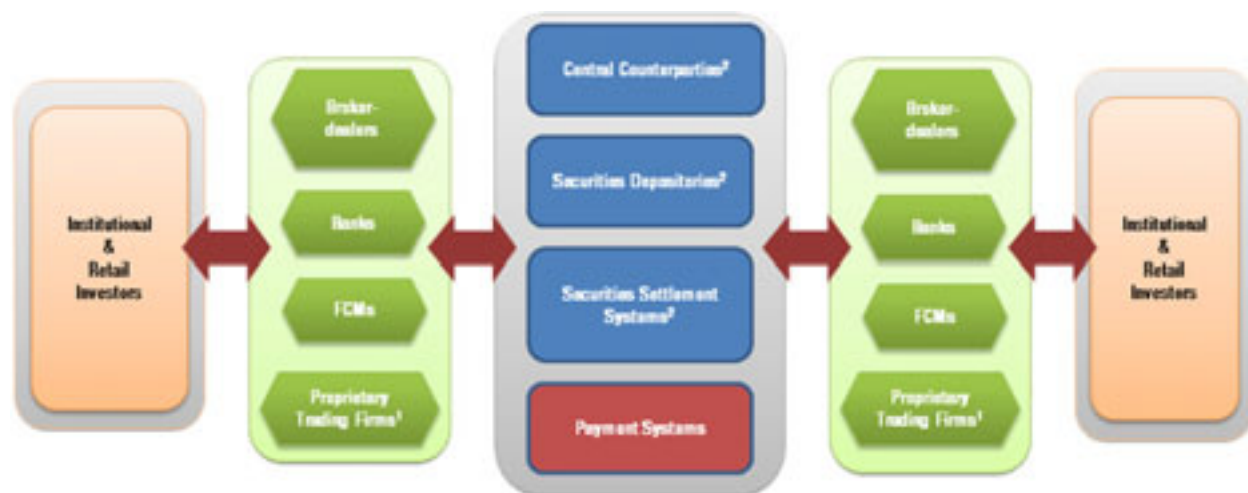 Institutional
&
Retail
Investors
Broker-
dealers
Banks
FCMs
Proprietary
Trading Firms¹
Central Counterparties²
Securities Depositories²
Securities Settlement
Systems²
Payment Systems
Broker-
dealers
Banks
FCMs
Proprietary
Trading Firms¹
Institutional
&
Retail
Investors